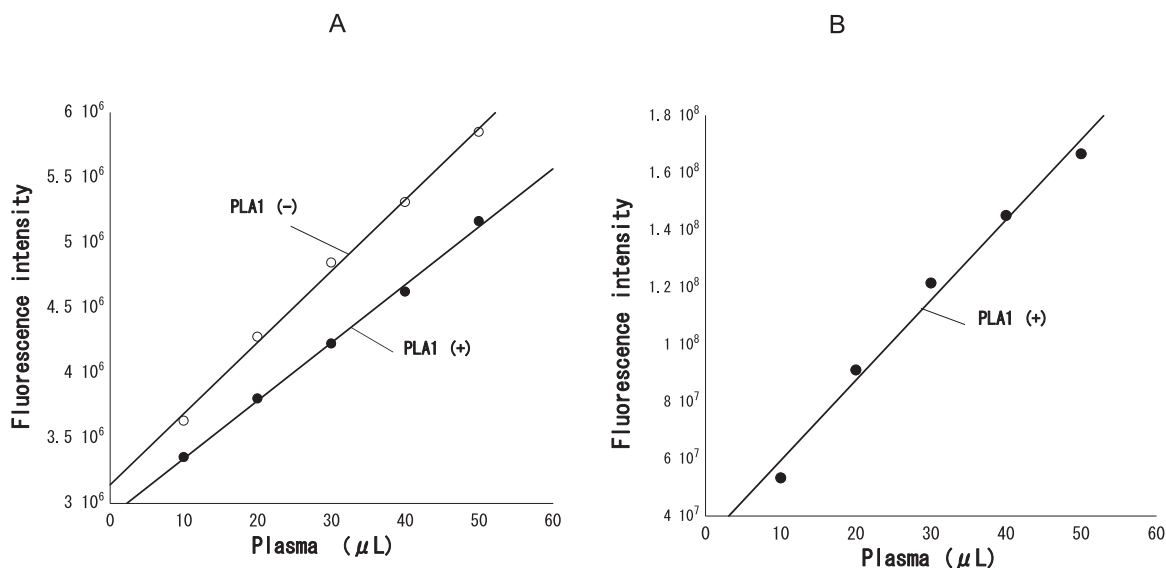 A
Fluorescence intensity
6 10⁶
5.5 10⁶
5 10⁶
4.5 10⁶
4 10⁶
3.5 10⁶
3 10⁶
PLA1 (−)
PLA1 (+)
0 10 20 30 40 50 60
Plasma (μL)
B
Fluorescence intensity
1.8 10⁸
1.6 10⁸
1.4 10⁸
1.2 10⁸
1 10⁸
8 10⁷
6 10⁷
4 10⁷
PLA1 (+)
0 10 20 30 40 50 60
Plasma (μL)